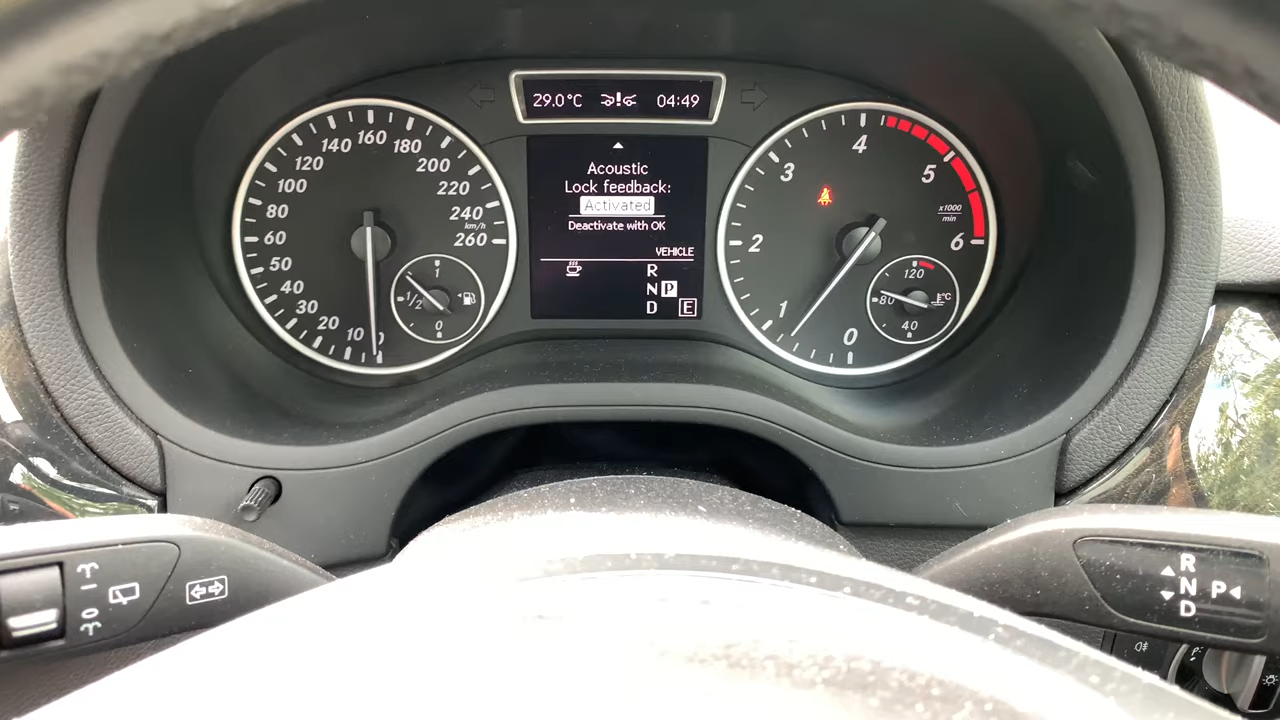 29.0°C 04:49
Acoustic
Lock feedback:
Activated
Deactivate with OK
VEHICLE
R
N P
D E
0
10
20
30
40
50
60
80
100
120
140
160
180
200
220
240
km/h
260
1
1/2
0
0
1
2
3
4
5
6
x1000
min
120
80
°C
40
R
N P
D